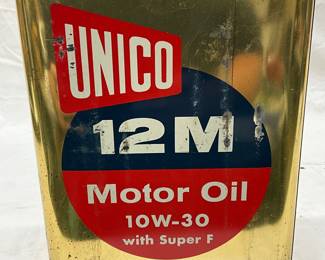 UNICO
12M
Motor Oil
10W-30
with Super F